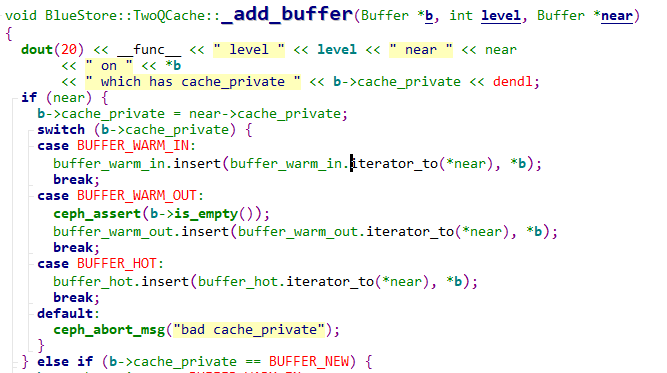 void BlueStore::TwoQCache::_add_buffer(Buffer *b, int level, Buffer *near)
{
  dout(20) << __func__ << " level " << level << " near " << near
       << " on " << *b
       << " which has cache_private " << b->cache_private << dendl;
  if (near) {
    b->cache_private = near->cache_private;
    switch (b->cache_private) {
    case BUFFER_WARM_IN:
      buffer_warm_in.insert(buffer_warm_in.iterator_to(*near), *b);
      break;
    case BUFFER_WARM_OUT:
      ceph_assert(b->is_empty());
      buffer_warm_out.insert(buffer_warm_out.iterator_to(*near), *b);
      break;
    case BUFFER_HOT:
      buffer_hot.insert(buffer_hot.iterator_to(*near), *b);
      break;
    default:
      ceph_abort_msg("bad cache_private");
    }
  } else if (b->cache_private == BUFFER_NEW) {